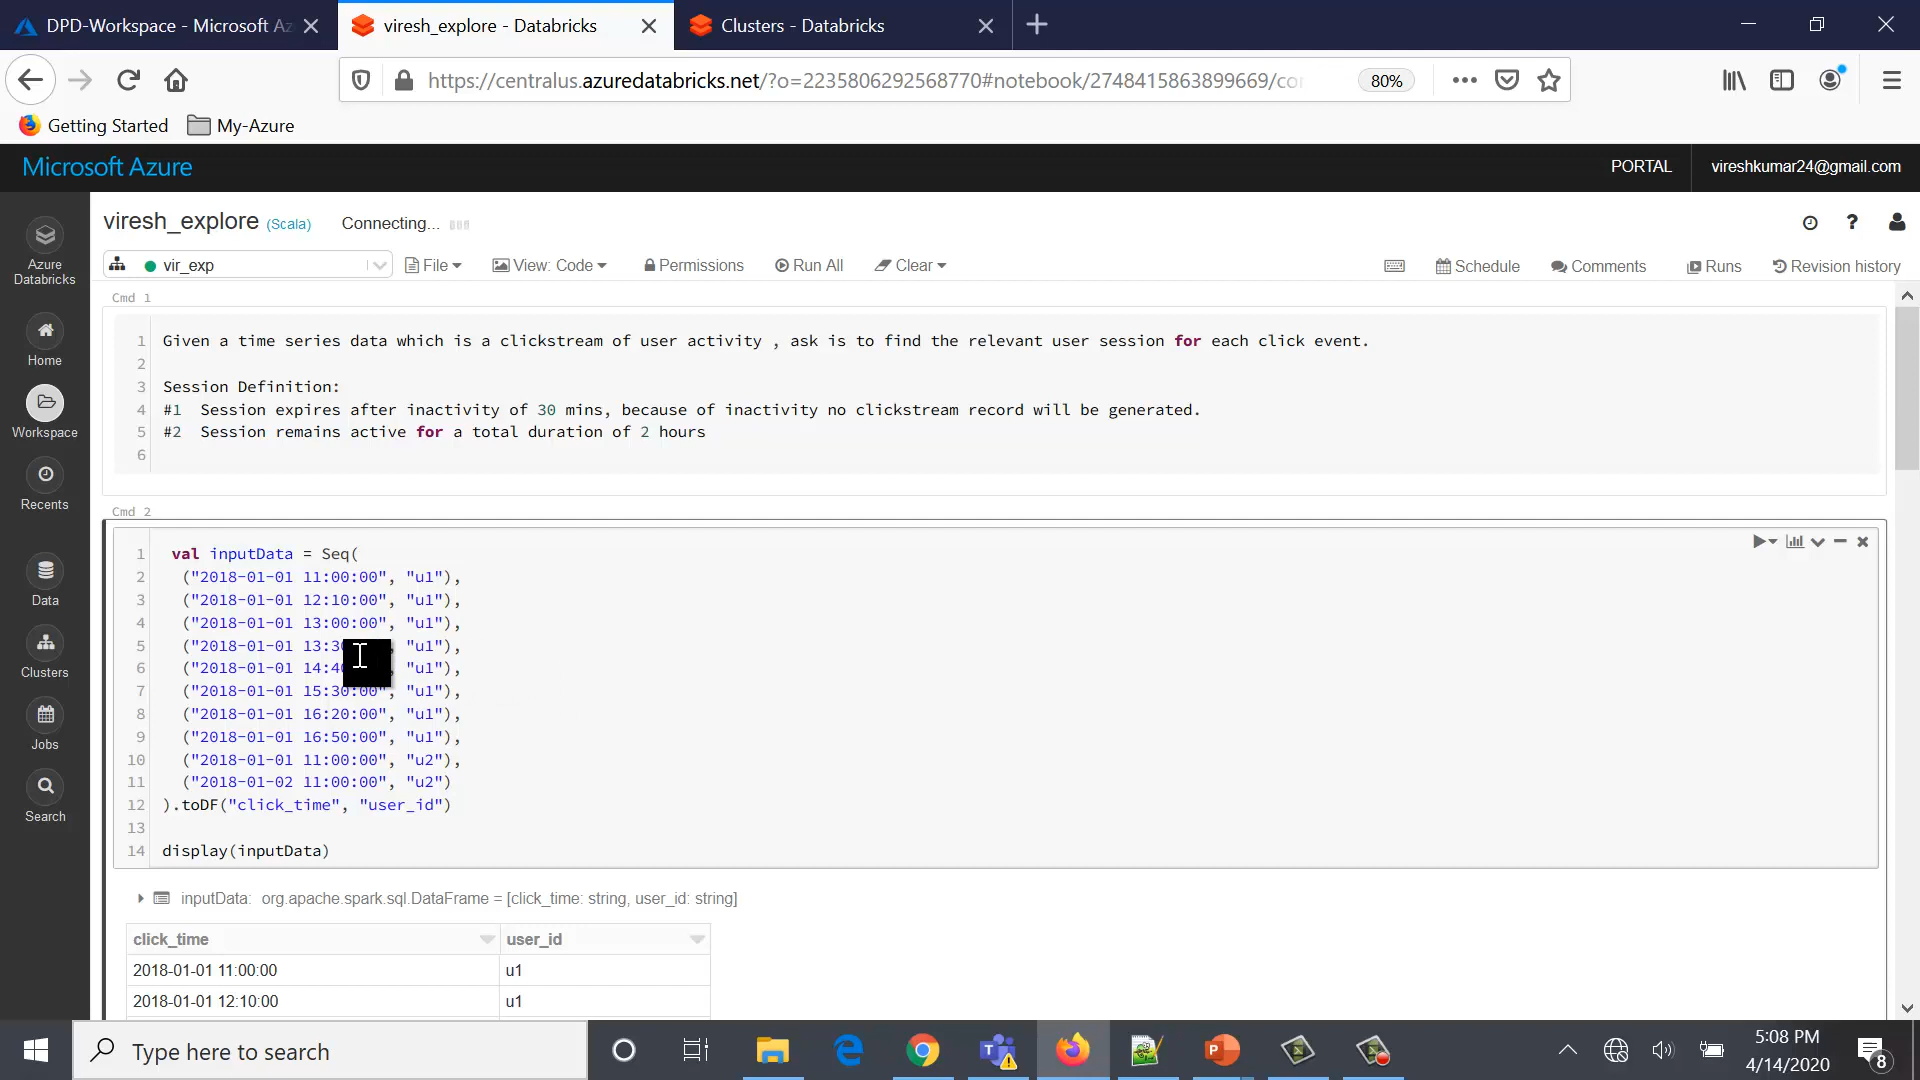 DPD-Workspace - Microsoft Az
viresh_explore - Databricks
Clusters - Databricks
https://centralus.azuredatabricks.net/?o=2235806292568770#notebook/2748415863899669/co
80%
Getting Started
My-Azure
Microsoft Azure
PORTAL
vireshkumar24@gmail.com
viresh_explore (Scala)
Connecting...
vir_exp
File
View: Code
Permissions
Run All
Clear
Schedule
Comments
Runs
Revision history
Azure
Databricks
Home
Workspace
Recents
Data
Clusters
Jobs
Search
Cmd 1
1 Given a time series data which is a clickstream of user activity , ask is to find the relevant user session for each click event.
2
3 Session Definition:
4 #1 Session expires after inactivity of 30 mins, because of inactivity no clickstream record will be generated.
5 #2 Session remains active for a total duration of 2 hours
6
Cmd 2
1 val inputData = Seq(
2 ("2018-01-01 11:00:00", "u1"),
3 ("2018-01-01 12:10:00", "u1"),
4 ("2018-01-01 13:00:00", "u1"),
5 ("2018-01-01 13:3 , "u1"),
6 ("2018-01-01 14:4 , "u1"),
7 ("2018-01-01 15:30:00", "u1"),
8 ("2018-01-01 16:20:00", "u1"),
9 ("2018-01-01 16:50:00", "u1"),
10 ("2018-01-01 11:00:00", "u2"),
11 ("2018-01-02 11:00:00", "u2")
12 ).toDF("click_time", "user_id")
13
14 display(inputData)
inputData: org.apache.spark.sql.DataFrame = [click_time: string, user_id: string]
click_time user_id
2018-01-01 11:00:00 u1
2018-01-01 12:10:00 u1
Type here to search
5:08 PM
4/14/2020
8